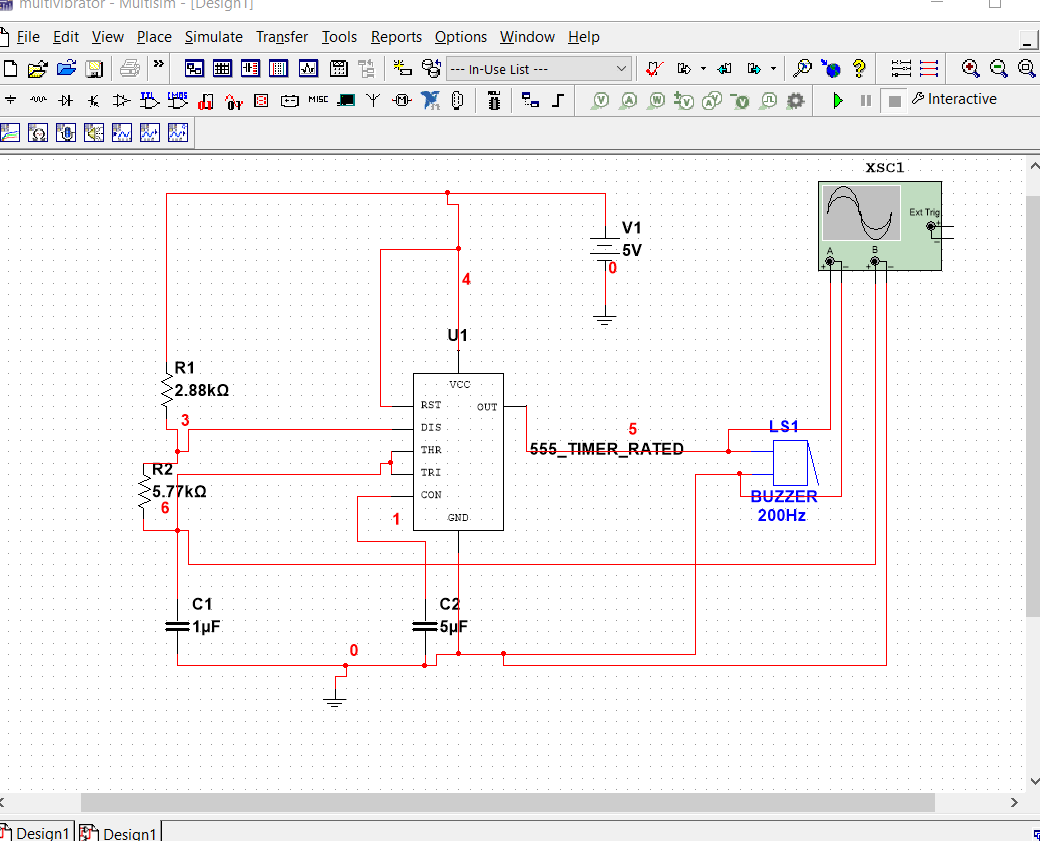 multivibrator - Multisim - [Design1]
File Edit View Place Simulate Transfer Tools Reports Options Window Help
--- In-Use List ---
MISC
Interactive
XSC1
Ext Trig
A
B
V1
5V
0
4
U1
VCC
R1
2.88kΩ
RST
OUT
3
DIS
5
LS1
THR
555_TIMER_RATED
R2
TRI
5.77kΩ
CON
BUZZER
6
1
GND
200Hz
C1
1µF
C2
5µF
0
Design1
Design1